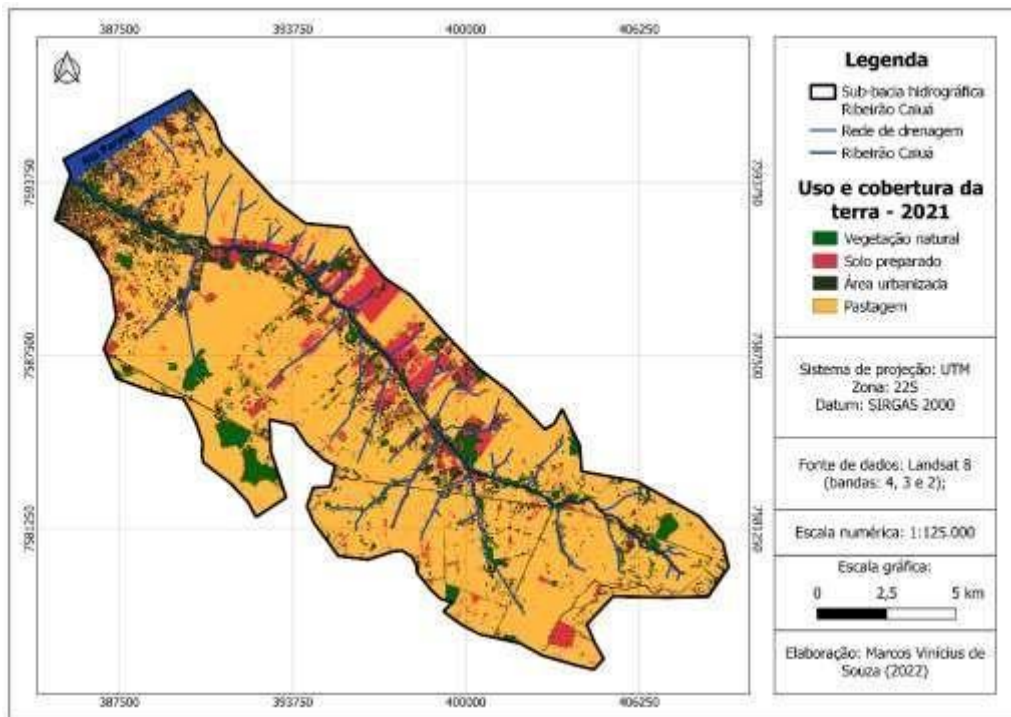 387500 393750 400000 406250
7593750
7587500
7581250
7593750
7587500
7581250
387500 393750 400000 406250
Legenda
Sub-bacia hidrográfica
Ribeirão Caiuá
Rede de drenagem
Ribeirão Caiuá
Uso e cobertura da
terra - 2021
Vegetação natural
Solo preparado
Área urbanizada
Pastagem
Sistema de projeção: UTM
Zona: 22S
Datum: SIRGAS 2000
Fonte de dados: Landsat 8
(bandas: 4, 3 e 2);
Escala numérica: 1:125.000
Escala gráfica:
0 2,5 5 km
Elaboração: Marcos Vinícius de
Souza (2022)